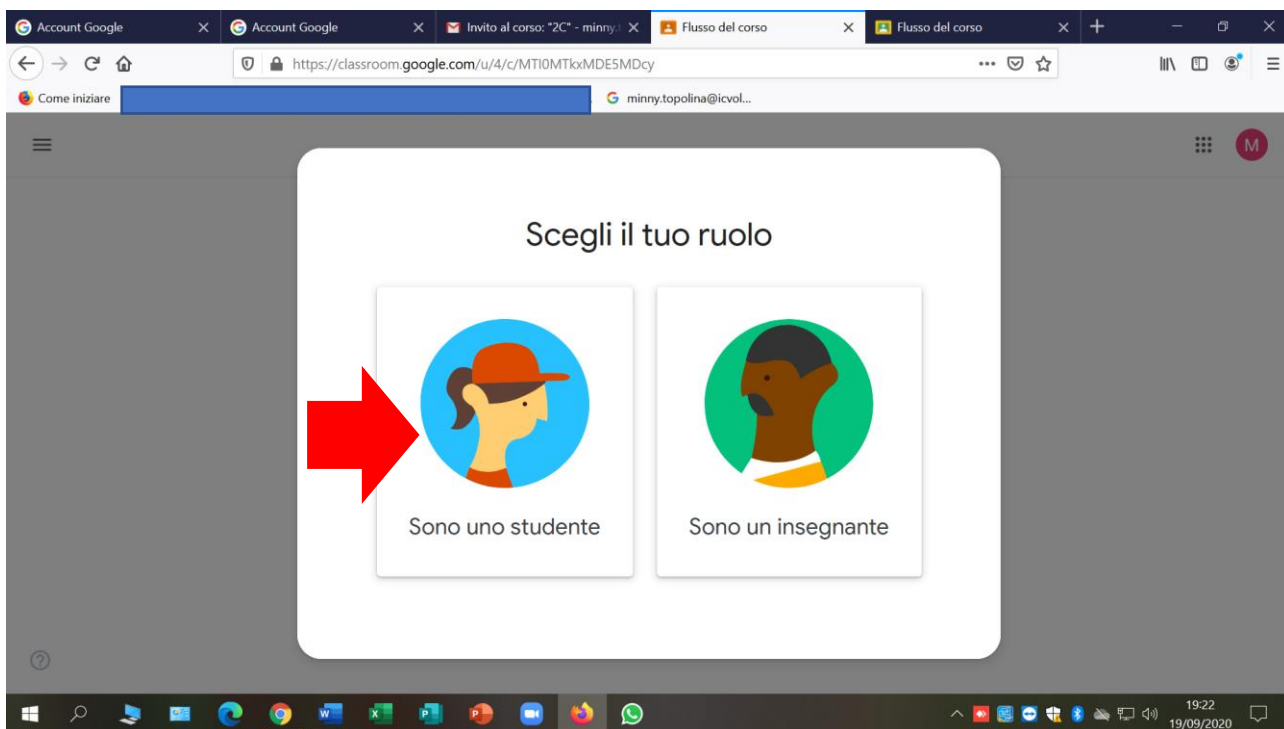 Account Google
Account Google
Invito al corso: "2C" - minny.t
Flusso del corso
Flusso del corso
https://classroom.google.com/u/4/c/MTI0MTkxMDE5MDcy
Come iniziare
minny.topolina@icvol...
M
Scegli il tuo ruolo
Sono uno studente
Sono un insegnante
19:22
19/09/2020